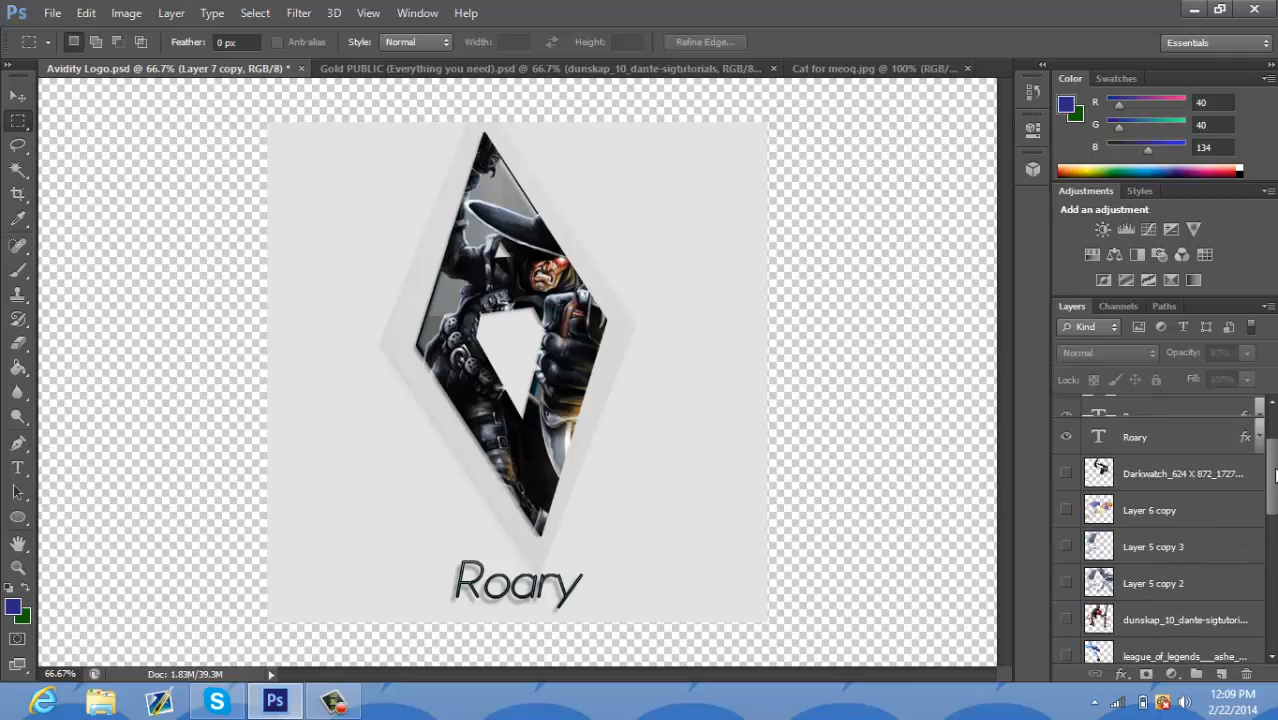 Ps File Edit Image Layer Type Select Filter 3D View Window Help
Feather: 0 px Anti-alias Style: Normal Width: Height: Refine Edge... Essentials
Avidity Logo.psd @ 66.7% (Layer 7 copy, RGB/8) * × Gold PUBLIC (Everything you need).psd @ 66.7% (dunskap_10_dante-sigtutorials, RGB/8... × Caf for meoq.jpg @ 100% (RGB/... ×
Color Swatches
R 40
G 40
B 134
Adjustments Styles
Add an adjustment
Layers Channels Paths
Kind
Normal Opacity: 87%
Lock: Fill: 100%
T Roary fx
Darkwatch_624 X 872_1727...
Layer 6 copy
Layer 5 copy 3
Layer 5 copy 2
dunskap_10_dante-sigtutori...
league_of_legends___ashe_...
Roary
66.67% Doc: 1.83M/39.3M
12:09 PM
2/22/2014